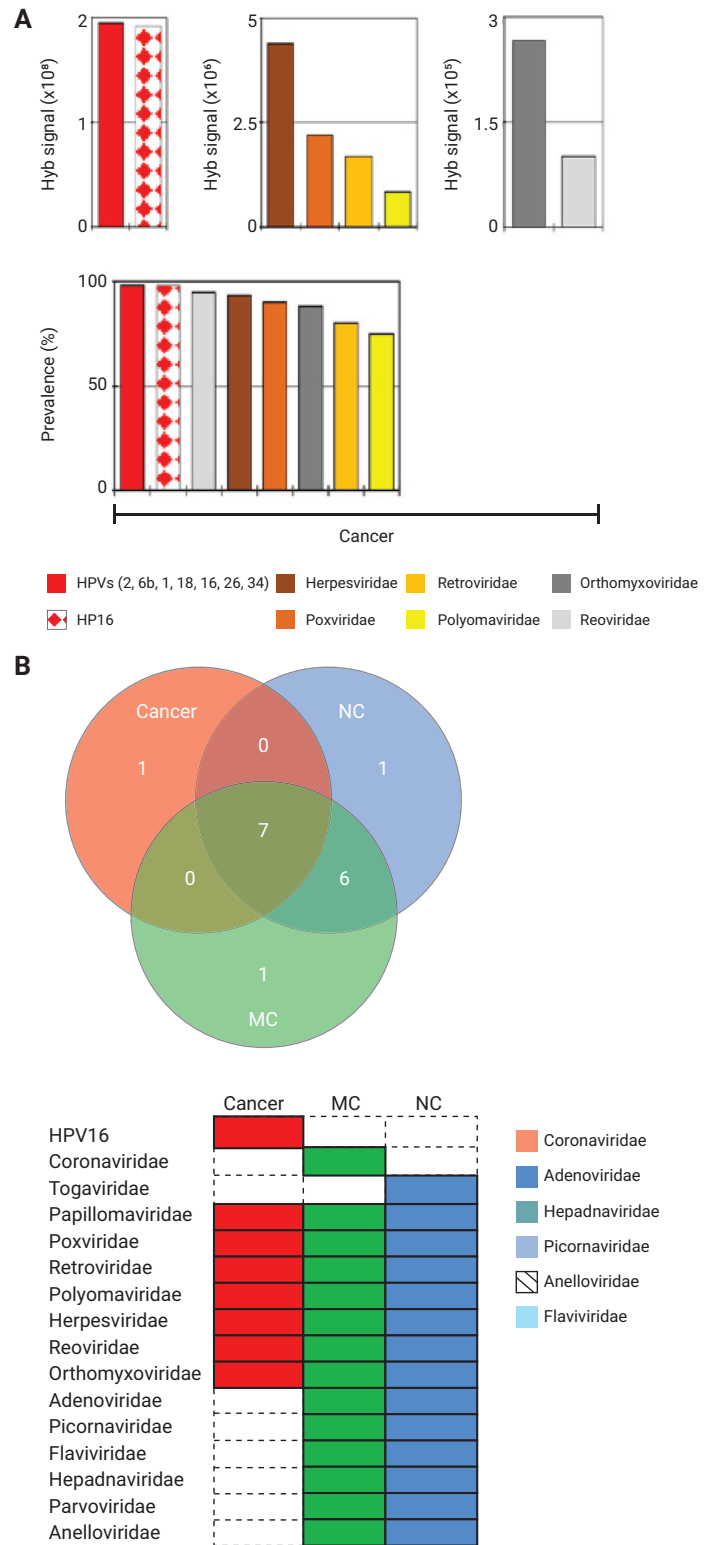 A
Hyb signal (x10⁸)
2
1
0
Hyb signal (x10⁶)
5
2.5
0
Hyb signal (x10⁵)
3
1.5
0
Prevalence (%)
100
50
0
Cancer
HPVs (2, 6b, 1, 18, 16, 26, 34)
Herpesviridae
Retroviridae
Orthomyxoviridae
HP16
Poxviridae
Polyomaviridae
Reoviridae
B
Cancer
NC
1
0
1
7
0
6
1
MC
Cancer MC NC
HPV16
Coronaviridae
Togaviridae
Papillomaviridae
Poxviridae
Retroviridae
Polyomaviridae
Herpesviridae
Reoviridae
Orthomyxoviridae
Adenoviridae
Picornaviridae
Flaviviridae
Hepadnaviridae
Parvoviridae
Anelloviridae
Coronaviridae
Adenoviridae
Hepadnaviridae
Picornaviridae
Anelloviridae
Flaviviridae